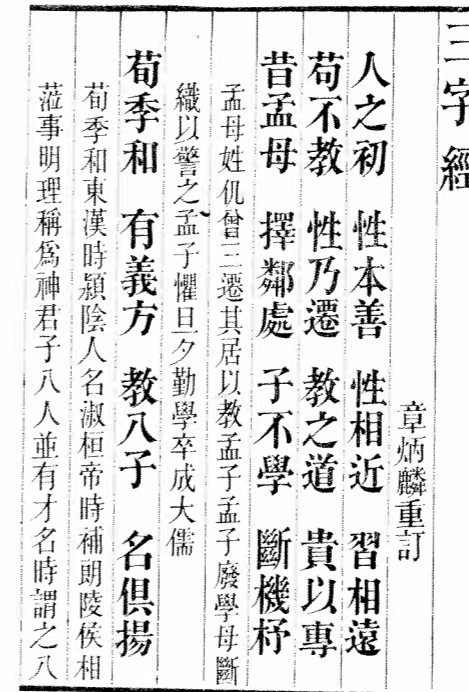 三字經
章炳麟重訂
人之初 性本善 性相近 習相遠
苟不教 性乃遷 教之道 貴以專
昔孟母 擇鄰處 子不學 斷機杼
孟母姓仉曾三遷其居以教孟子孟子廢學母斷
織以警之孟子懼旦夕勤學卒成大儒
荀季和 有義方 教八子 名俱揚
荀季和東漢時潁陰人名淑桓帝時補朗陵侯相
蒞事明理稱爲神君子八人並有才名時謂之八